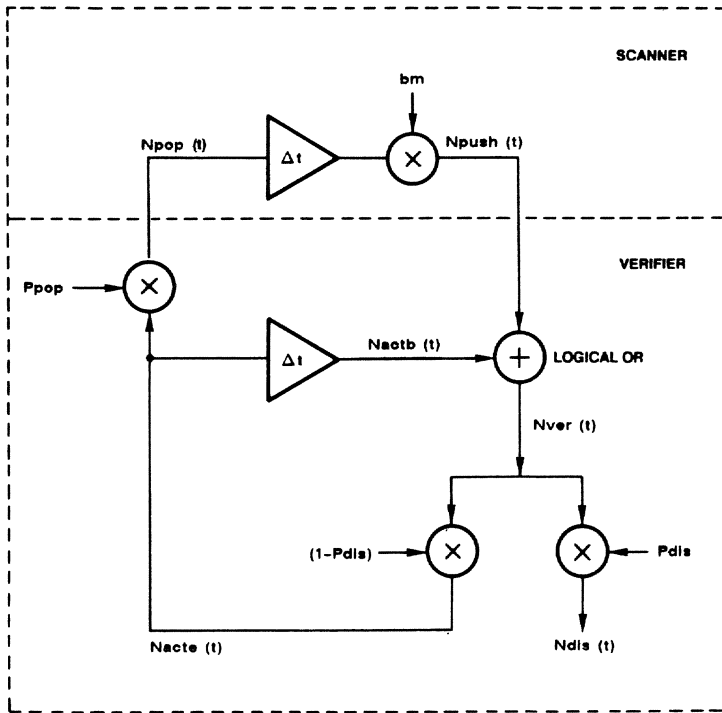 SCANNER
bm
Npop (t)
Δt
×
Npush (t)
VERIFIER
Ppop
×
Δt
Nactb (t)
+
LOGICAL OR
Nver (t)
(1-Pdis)
×
×
Pdis
Nacte (t)
Ndis (t)